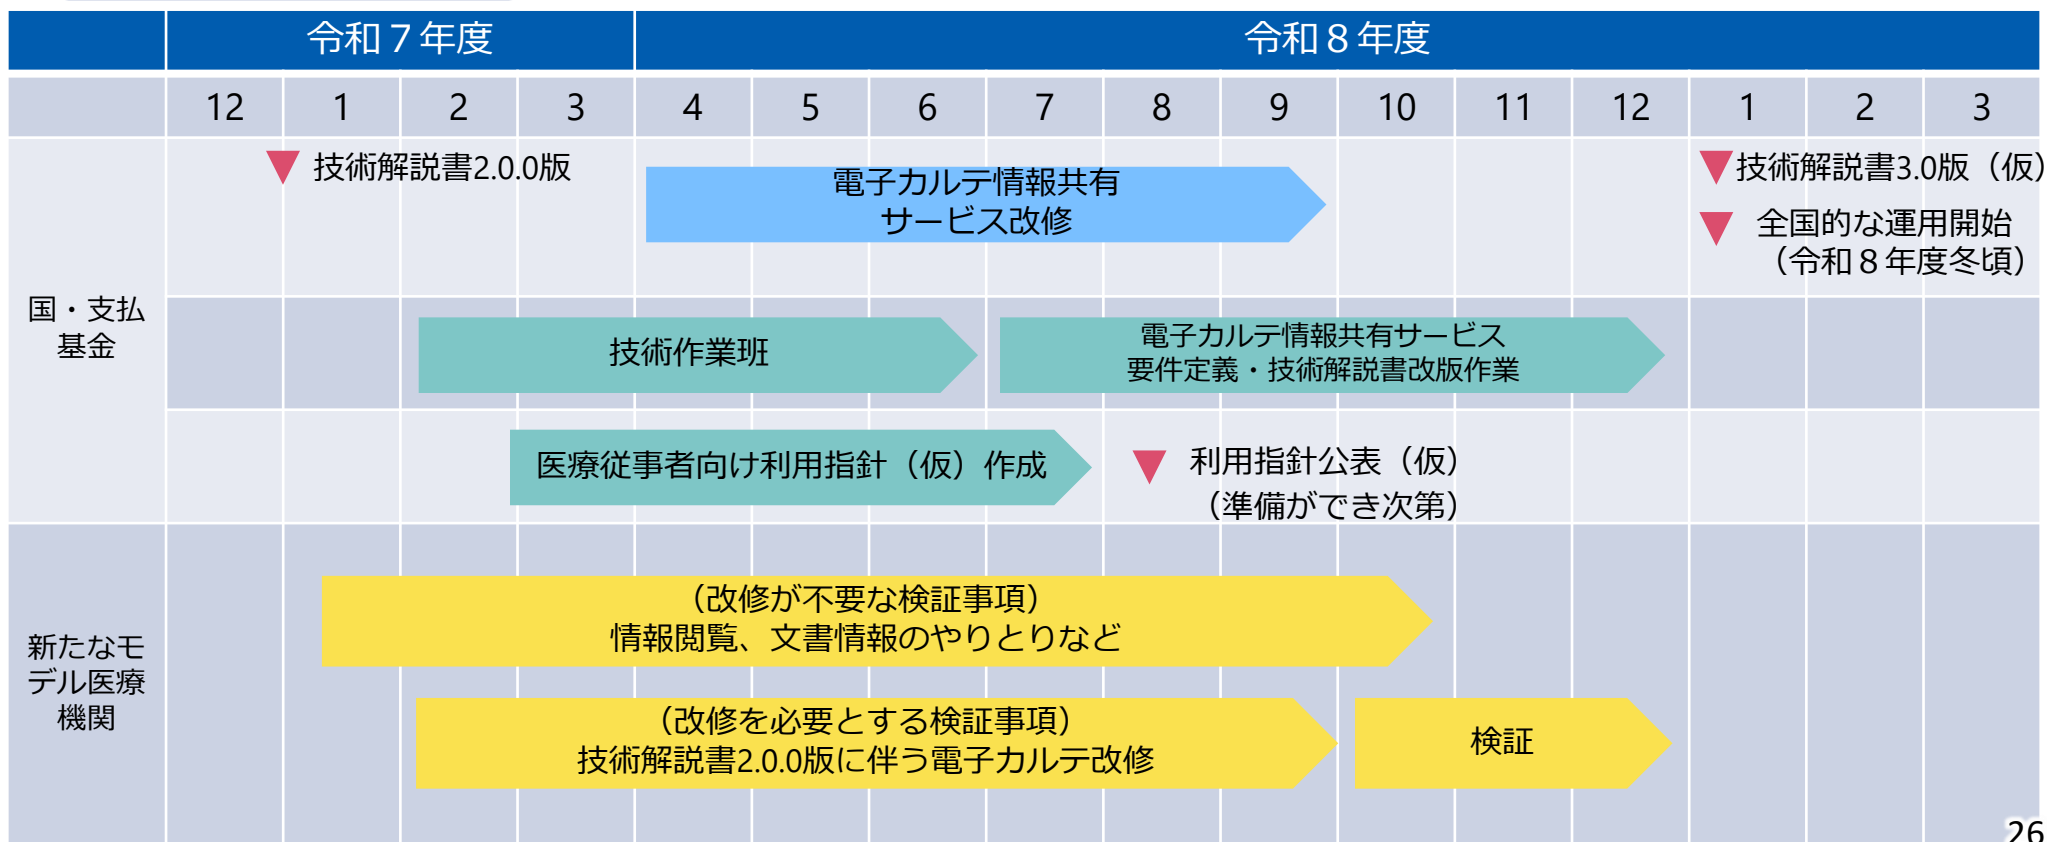 令和７年度
令和８年度
12 1 2 3 4 5 6 7 8 9 10 11 12 1 2 3
国・支払
基金
技術解説書2.0.0版
電子カルテ情報共有
サービス改修
技術解説書3.0版（仮）
全国的な運用開始
（令和８年度冬頃）
技術作業班
電子カルテ情報共有サービス
要件定義・技術解説書改版作業
医療従事者向け利用指針（仮）作成
利用指針公表（仮）
（準備ができ次第）
新たなモ
デル医療
機関
（改修が不要な検証事項）
情報閲覧、文書情報のやりとりなど
（改修を必要とする検証事項）
技術解説書2.0.0版に伴う電子カルテ改修
検証
26